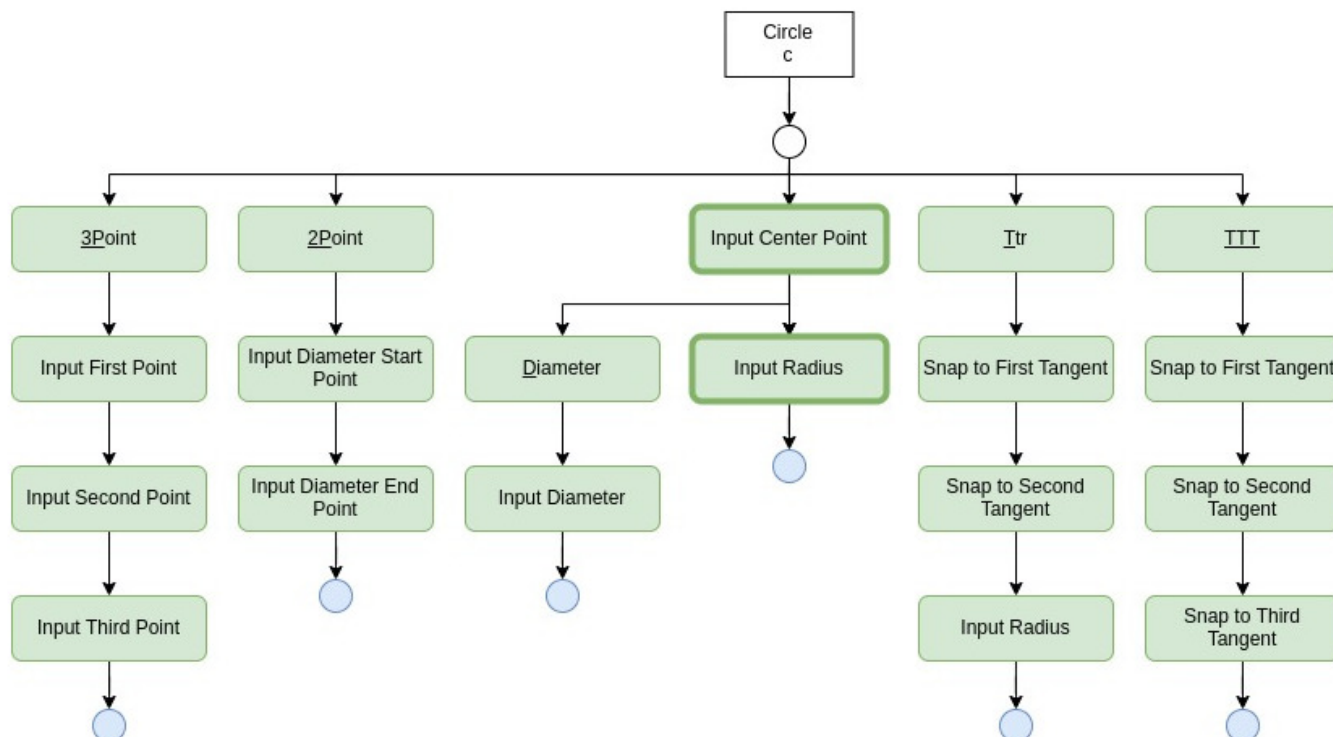 Circle
c
3Point
2Point
Input Center Point
Ttr
TTT
Input First Point
Input Diameter Start
Point
Diameter
Input Radius
Snap to First Tangent
Snap to First Tangent
Input Second Point
Input Diameter End
Point
Input Diameter
Snap to Second
Tangent
Snap to Second
Tangent
Input Third Point
Input Radius
Snap to Third
Tangent